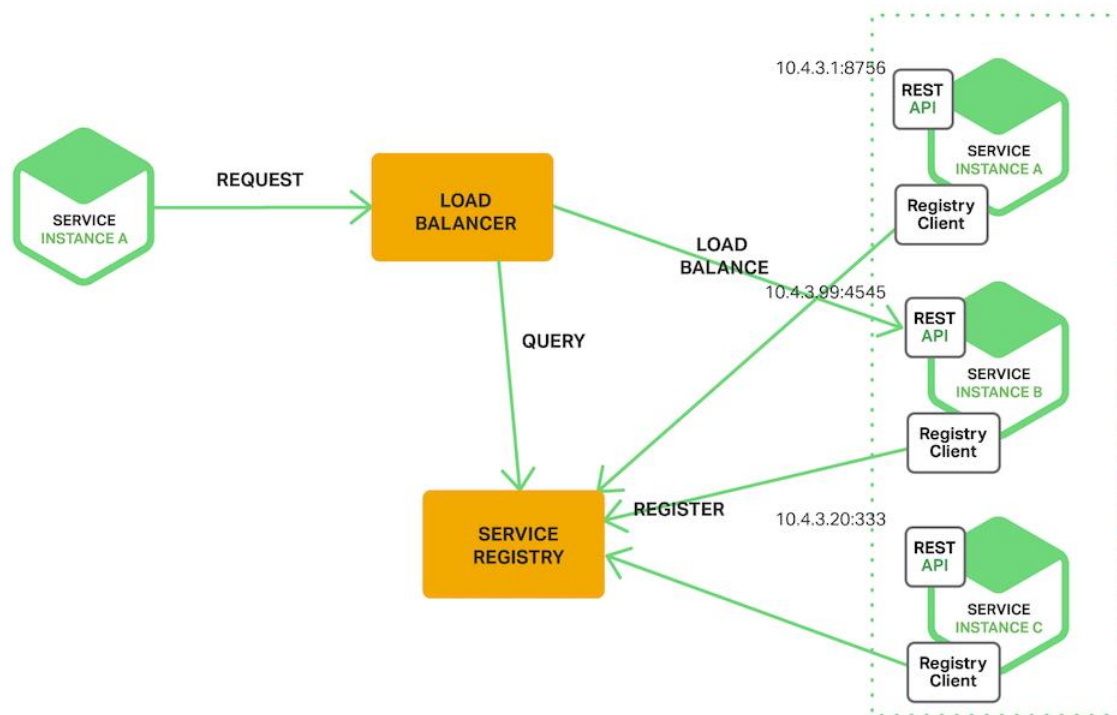 SERVICE
INSTANCE A
REQUEST
LOAD
BALANCER
QUERY
SERVICE
REGISTRY
LOAD
BALANCE
REGISTER
10.4.3.1:8756
REST
API
SERVICE
INSTANCE A
Registry
Client
10.4.3.99:4545
REST
API
SERVICE
INSTANCE B
Registry
Client
10.4.3.20:333
REST
API
SERVICE
INSTANCE C
Registry
Client